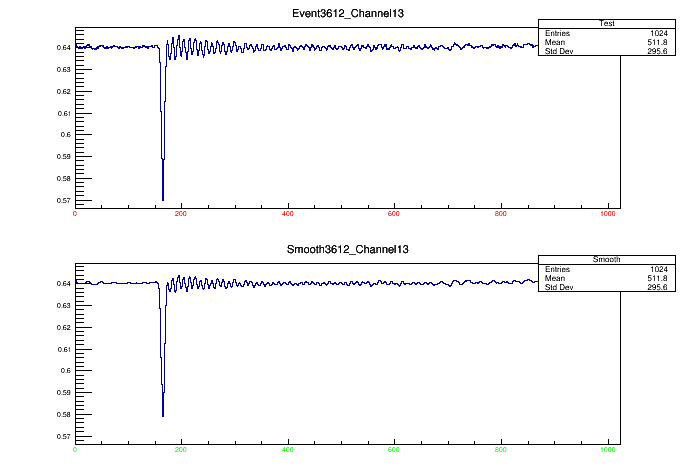 Event3612_Channel13
Test
Entries 1024
Mean 511.8
Std Dev 295.6
0.64
0.63
0.62
0.61
0.6
0.59
0.58
0.57
0 200 400 600 800 1000
Smooth3612_Channel13
Smooth
Entries 1024
Mean 511.8
Std Dev 295.6
0.64
0.63
0.62
0.61
0.6
0.59
0.58
0.57
0 200 400 600 800 1000